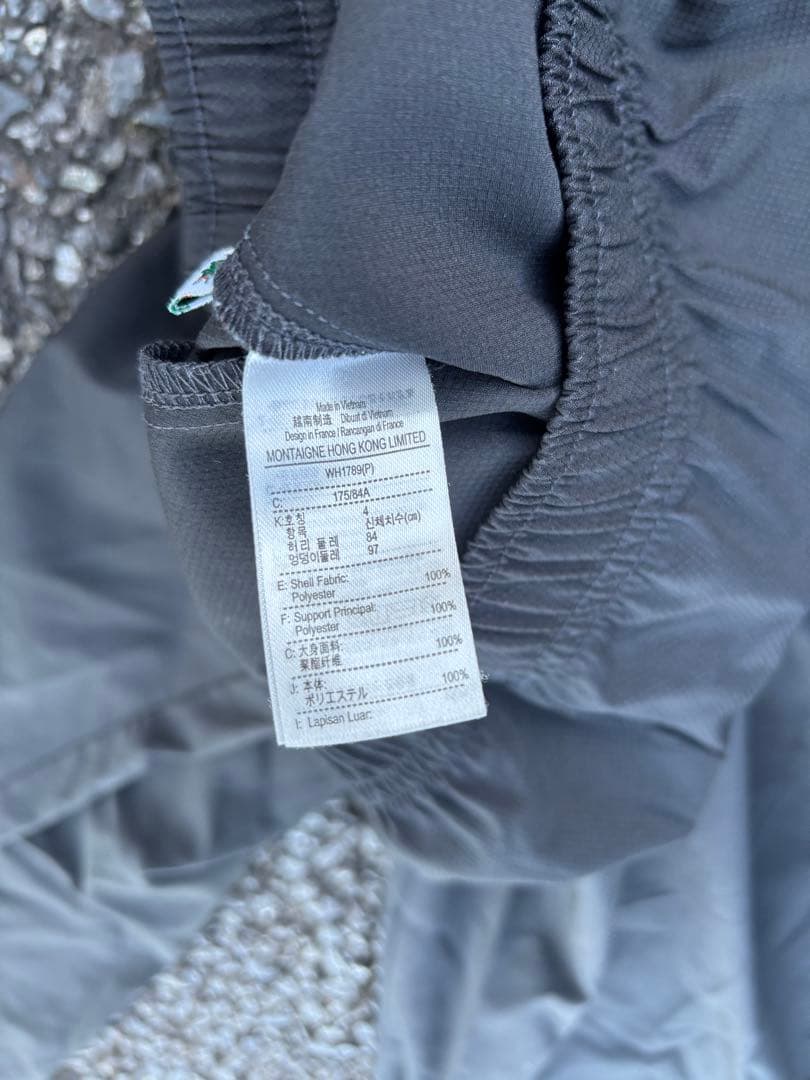 Made in Vietnam
越南制造 Dibuat di Vietnam
Design in France / Rancangan di France
MONTAIGNE HONG KONG LIMITED
WH1789(P)
C: 175/84A
K:호칭 4
항목 신체치수(㎝)
허리 둘레 84
엉덩이둘레 97
E: Shell Fabric:
Polyester 100%
F: Support Principal:
Polyester 100%
C: 大身面料:
聚酯纤维 100%
J: 本体:
ポリエステル 100%
I: Lapisan Luar: